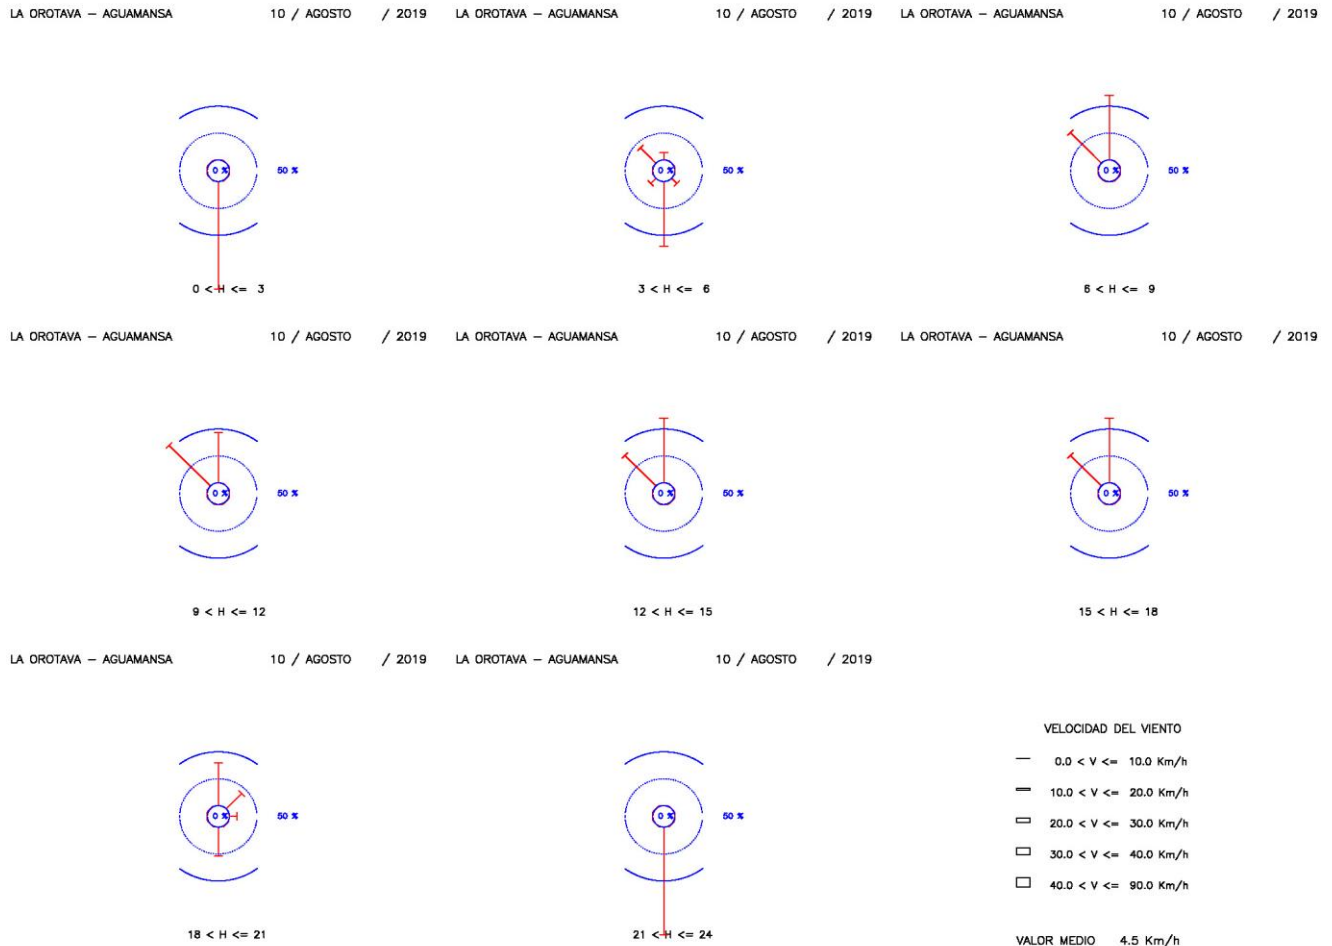 LA OROTAVA – AGUAMANSA 10 / AGOSTO / 2019 LA OROTAVA – AGUAMANSA 10 / AGOSTO / 2019 LA OROTAVA – AGUAMANSA 10 / AGOSTO / 2019
0 % 50 % 0 % 50 % 0 % 50 %
0 < H <= 3 3 < H <= 6 6 < H <= 9
LA OROTAVA – AGUAMANSA 10 / AGOSTO / 2019 LA OROTAVA – AGUAMANSA 10 / AGOSTO / 2019 LA OROTAVA – AGUAMANSA 10 / AGOSTO / 2019
0 % 50 % 0 % 50 % 0 % 50 %
9 < H <= 12 12 < H <= 15 15 < H <= 18
LA OROTAVA – AGUAMANSA 10 / AGOSTO / 2019 LA OROTAVA – AGUAMANSA 10 / AGOSTO / 2019
0 % 50 % 0 % 50 %
18 < H <= 21 21 < H <= 24
VELOCIDAD DEL VIENTO
0.0 < V <= 10.0 Km/h
10.0 < V <= 20.0 Km/h
20.0 < V <= 30.0 Km/h
30.0 < V <= 40.0 Km/h
40.0 < V <= 90.0 Km/h
VALOR MEDIO 4.5 Km/h